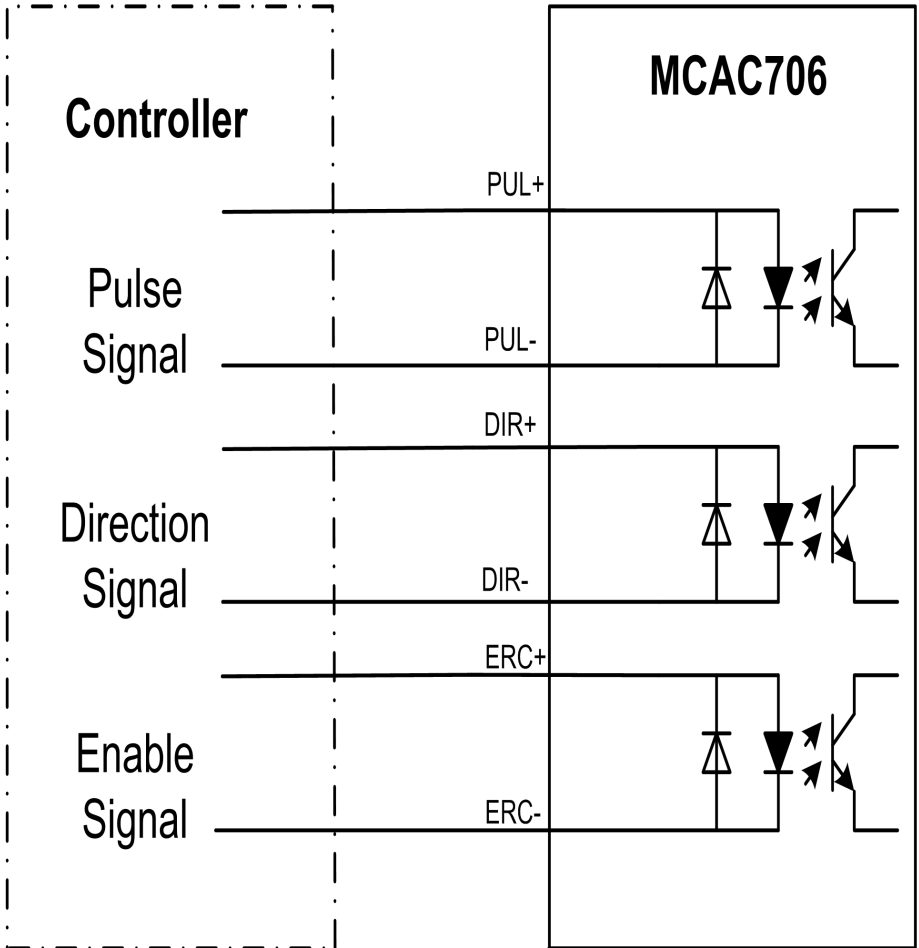 MCAC706
Controller
PUL+
Pulse
Signal
PUL-
DIR+
Direction
Signal
DIR-
ERC+
Enable
Signal
ERC-